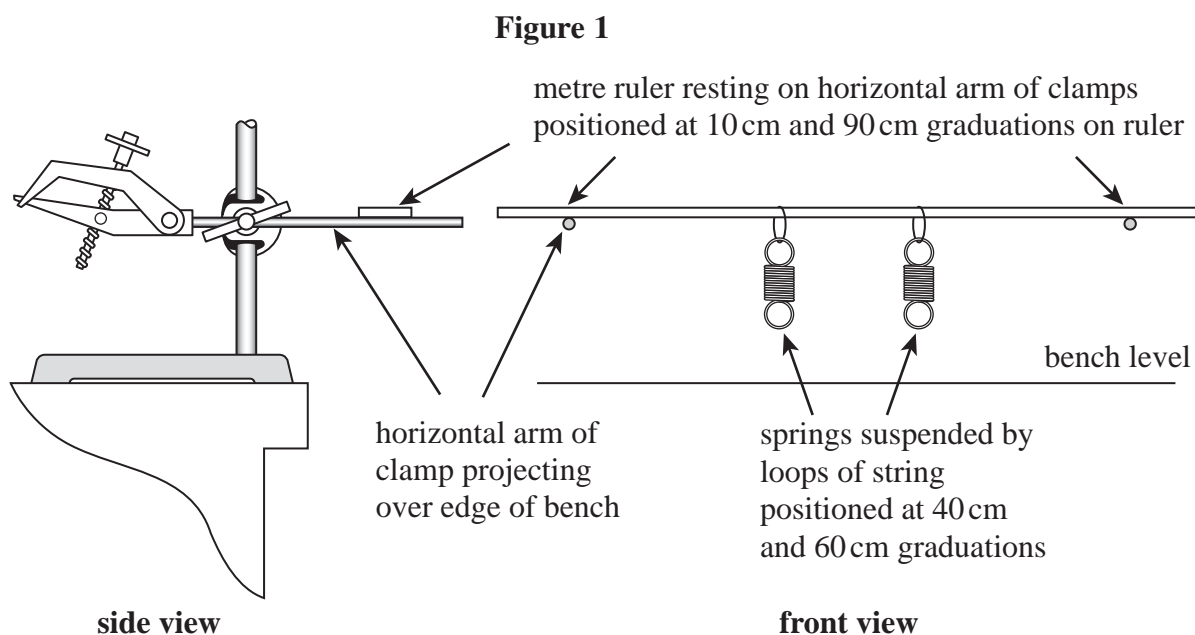 Figure 1
metre ruler resting on horizontal arm of clamps
positioned at 10 cm and 90 cm graduations on ruler
bench level
horizontal arm of
clamp projecting
over edge of bench
springs suspended by
loops of string
positioned at 40 cm
and 60 cm graduations
side view
front view